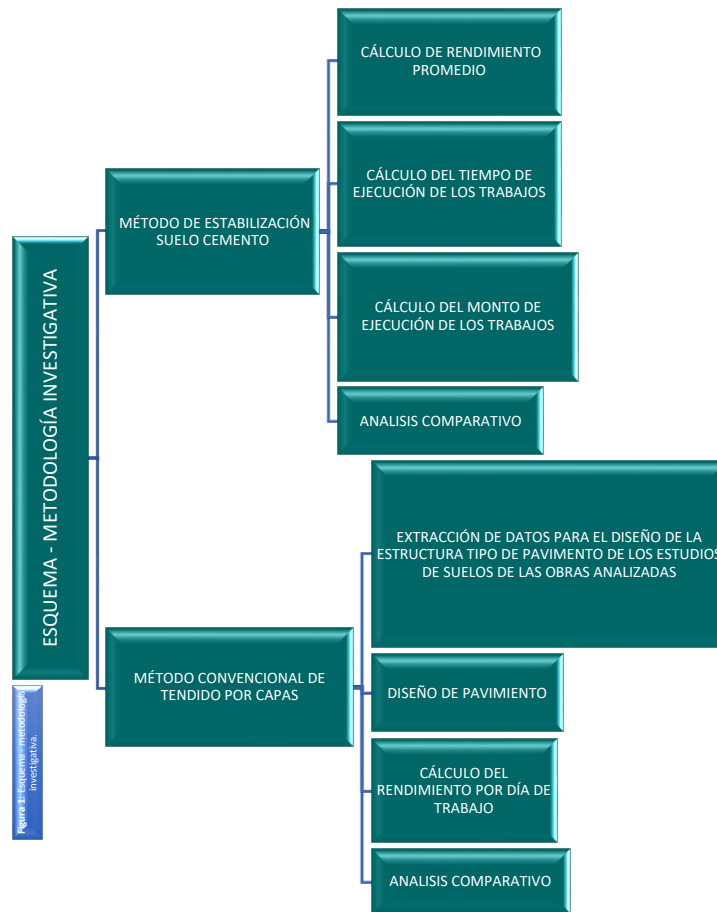 ESQUEMA - METODOLOGÍA INVESTIGATIVA
MÉTODO DE ESTABILIZACIÓN
SUELO CEMENTO
CÁLCULO DE RENDIMIENTO
PROMEDIO
CÁLCULO DEL TIEMPO DE
EJECUCIÓN DE LOS TRABAJOS
CÁLCULO DEL MONTO DE
EJECUCIÓN DE LOS TRABAJOS
ANALISIS COMPARATIVO
MÉTODO CONVENCIONAL DE
TENDIDO POR CAPAS
EXTRACCIÓN DE DATOS PARA EL DISEÑO DE LA
ESTRUCTURA TIPO DE PAVIMENTO DE LOS ESTUDIOS
DE SUELOS DE LAS OBRAS ANALIZADAS
DISEÑO DE PAVIMIENTO
CÁLCULO DEL
RENDIMIENTO POR DÍA DE
TRABAJO
ANALISIS COMPARATIVO
Figura 1: Esquema - metodología
investigativa.